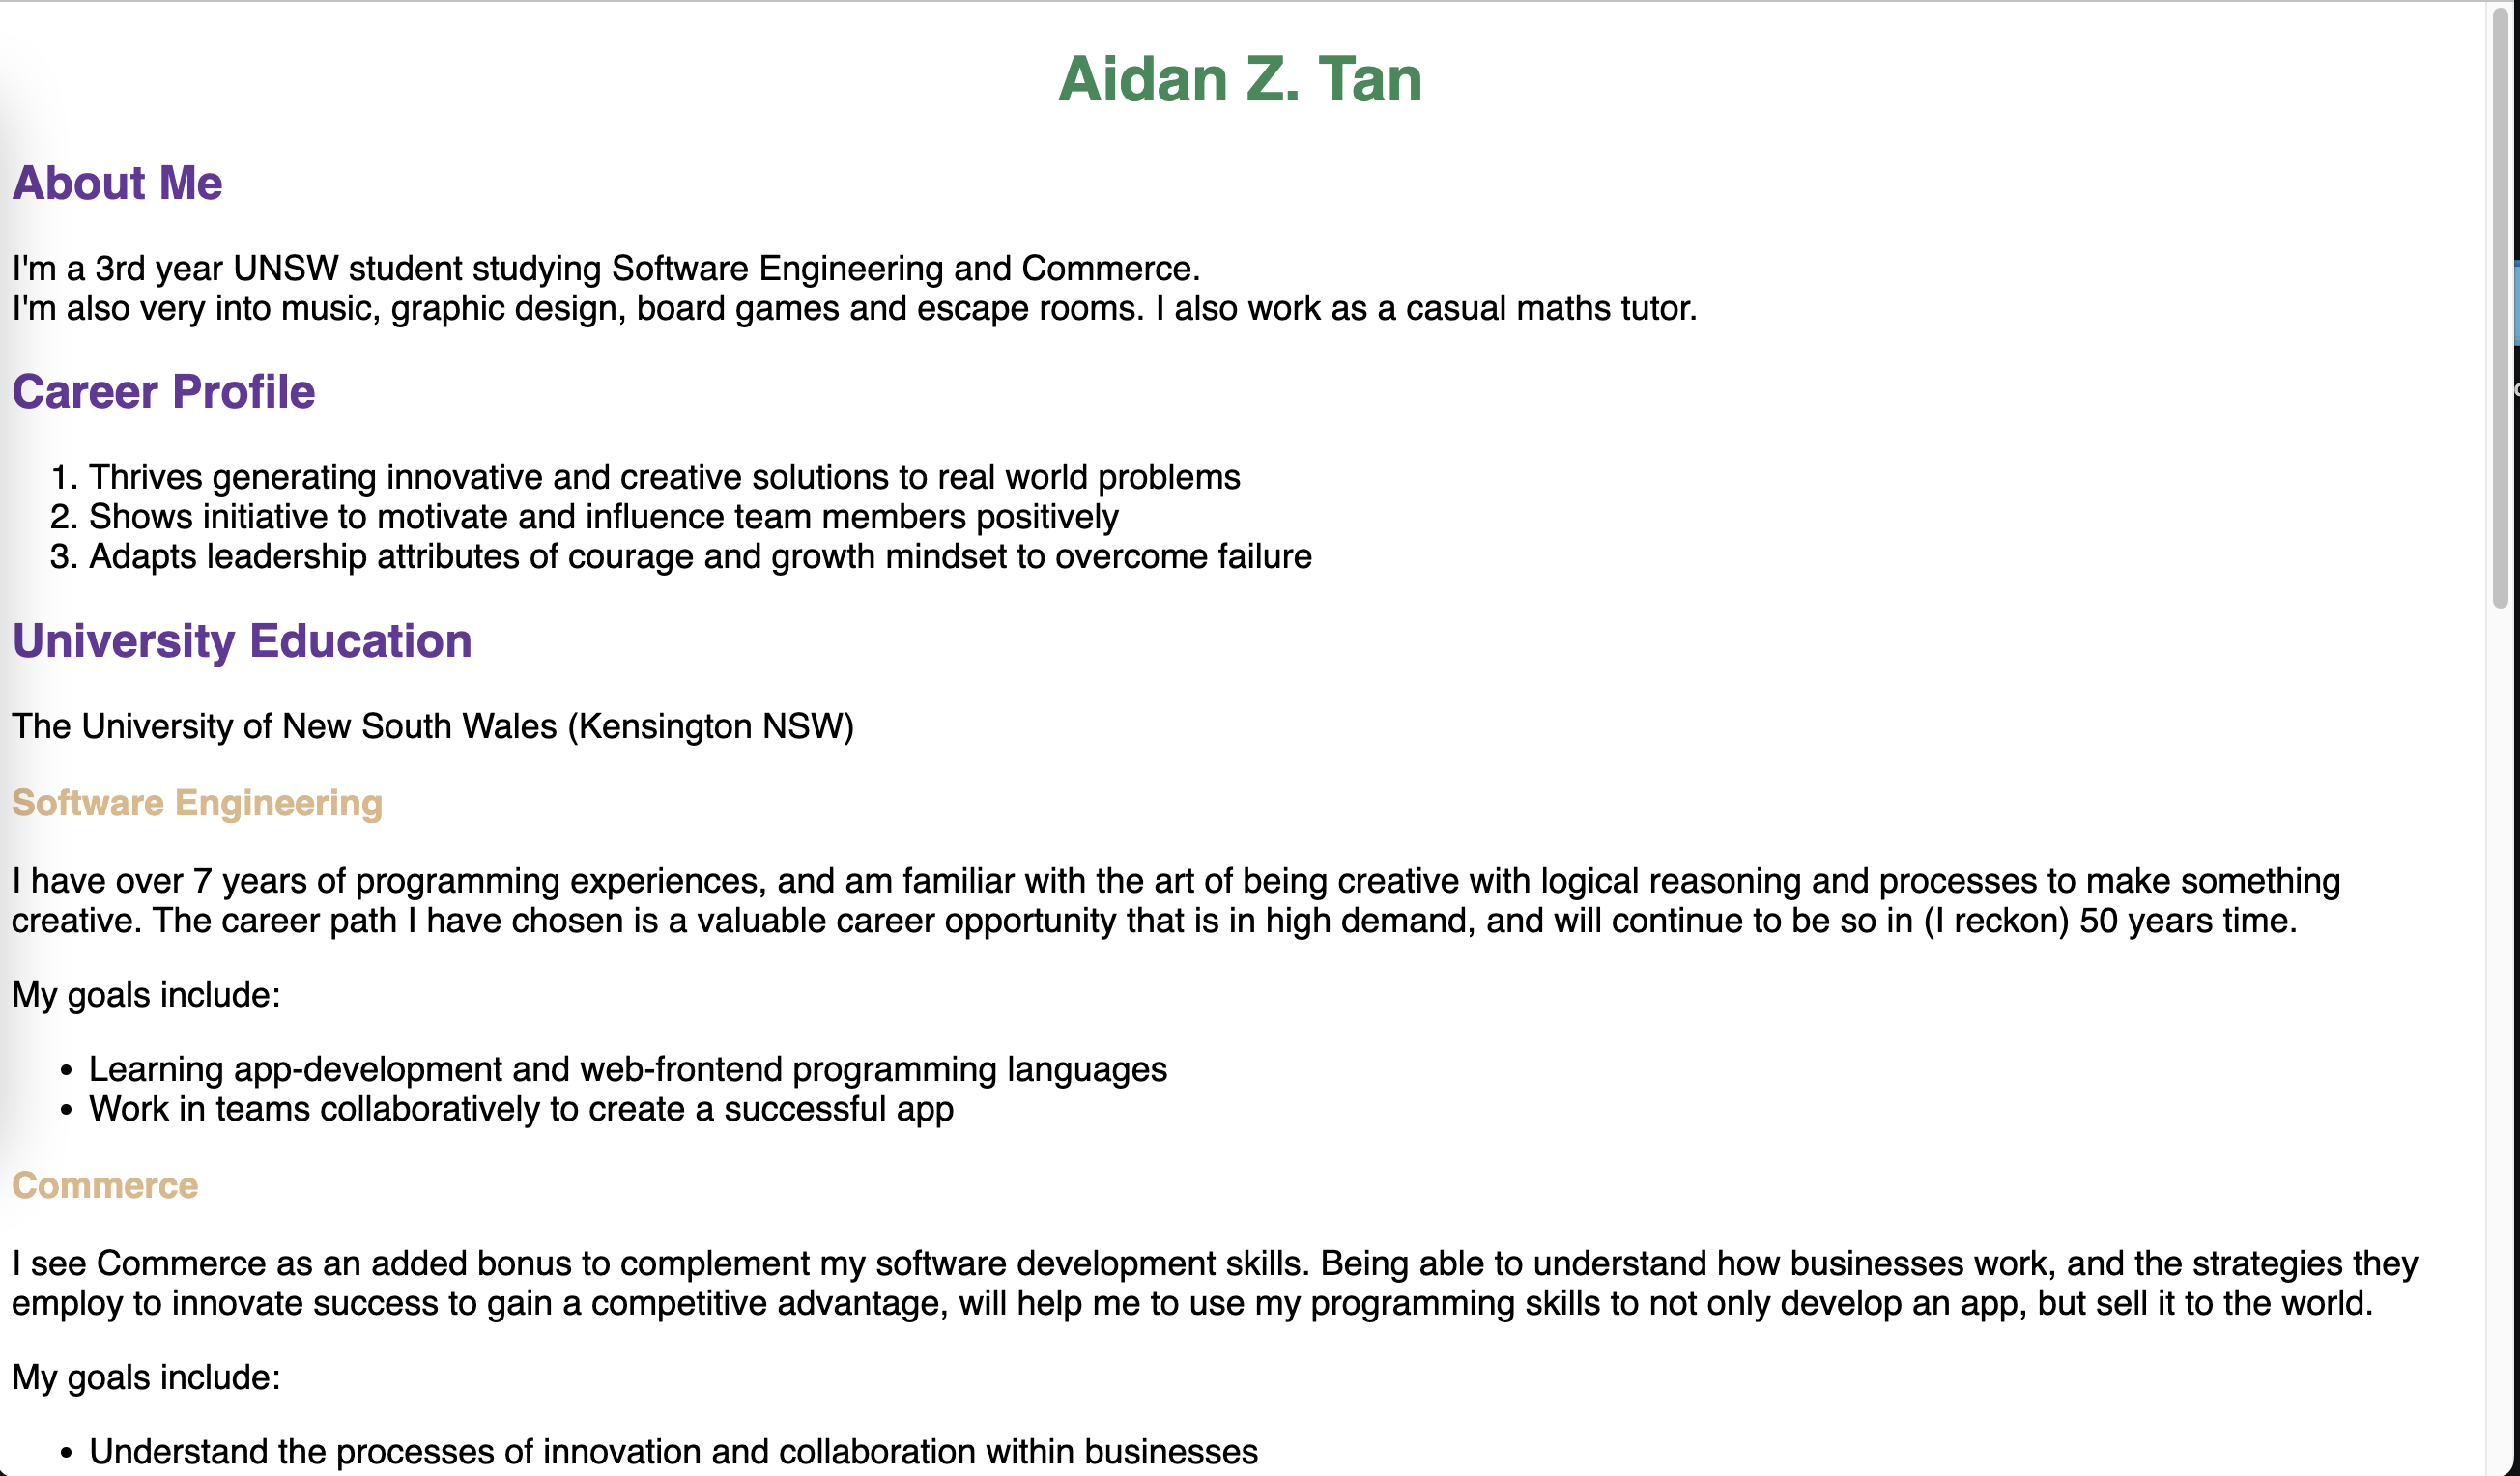 Aidan Z. Tan
About Me
I'm a 3rd year UNSW student studying Software Engineering and Commerce.
I'm also very into music, graphic design, board games and escape rooms. I also work as a casual maths tutor.
Career Profile
1. Thrives generating innovative and creative solutions to real world problems
2. Shows initiative to motivate and influence team members positively
3. Adapts leadership attributes of courage and growth mindset to overcome failure
University Education
The University of New South Wales (Kensington NSW)
Software Engineering
I have over 7 years of programming experiences, and am familiar with the art of being creative with logical reasoning and processes to make something
creative. The career path I have chosen is a valuable career opportunity that is in high demand, and will continue to be so in (I reckon) 50 years time.
My goals include:
• Learning app-development and web-frontend programming languages
• Work in teams collaboratively to create a successful app
Commerce
I see Commerce as an added bonus to complement my software development skills. Being able to understand how businesses work, and the strategies they
employ to innovate success to gain a competitive advantage, will help me to use my programming skills to not only develop an app, but sell it to the world.
My goals include:
• Understand the processes of innovation and collaboration within businesses